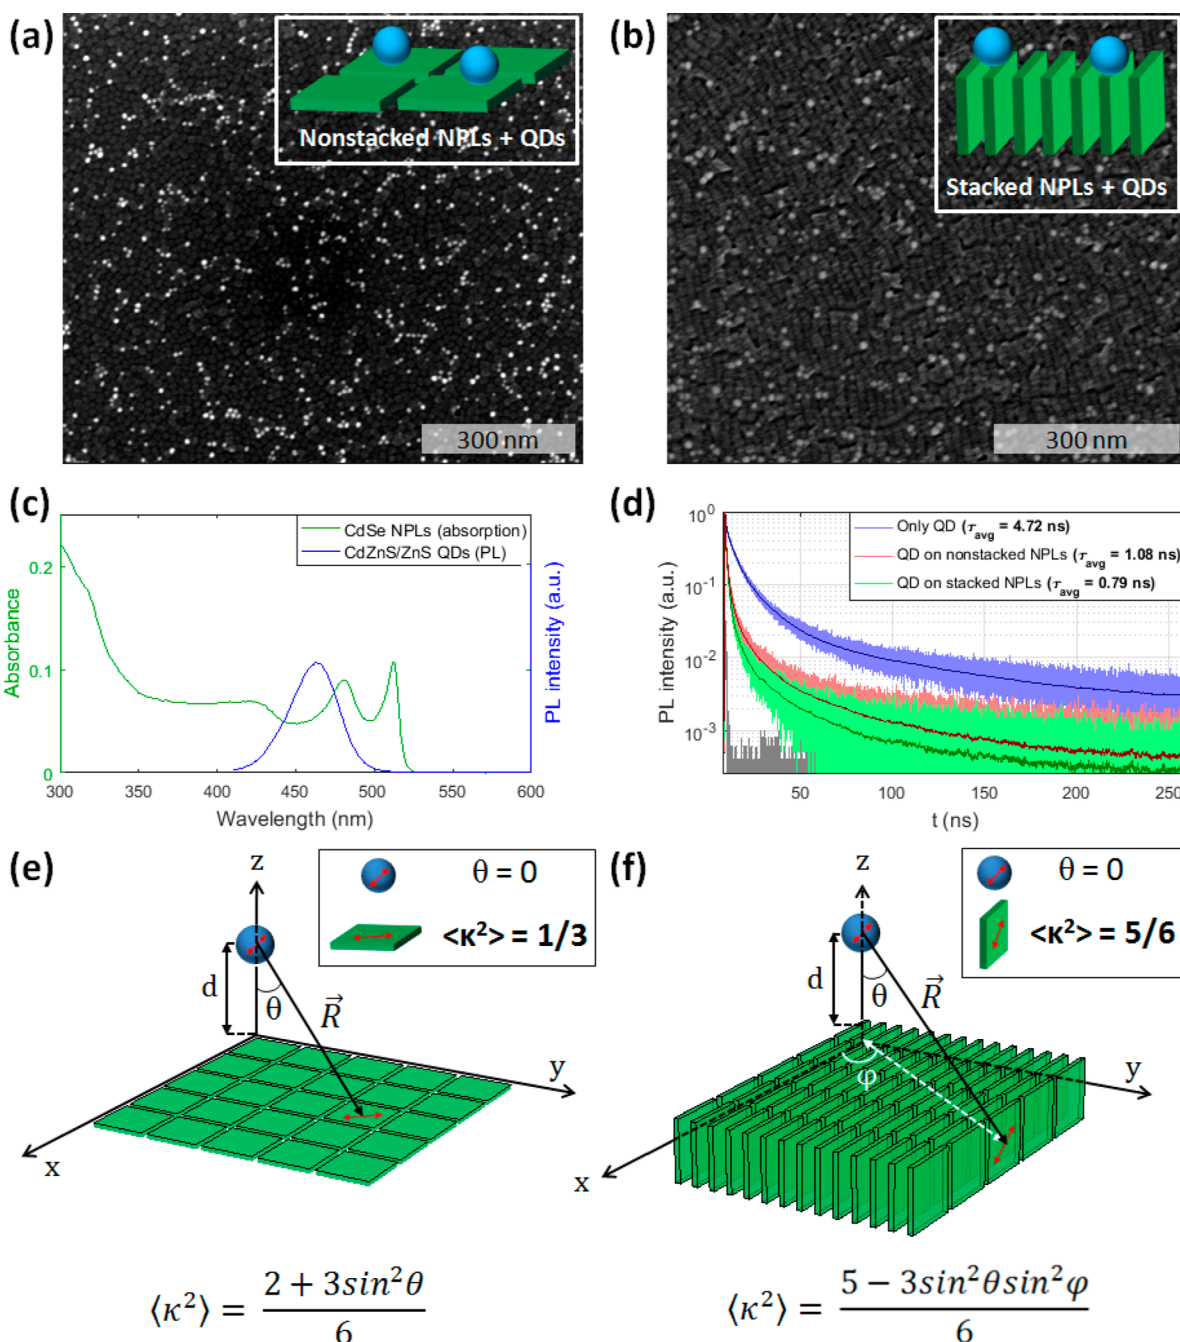 (a)
Nonstacked NPLs + QDs
300 nm
(b)
Stacked NPLs + QDs
300 nm
(c)
CdSe NPLs (absorption)
CdZnS/ZnS QDs (PL)
0.2
0.1
0
Absorbance
PL intensity (a.u.)
300 350 400 450 500 550 600
Wavelength (nm)
(d)
Only QD (τavg = 4.72 ns)
QD on nonstacked NPLs (τavg = 1.08 ns)
QD on stacked NPLs (τavg = 0.79 ns)
10⁰
10⁻¹
10⁻²
10⁻³
PL intensity (a.u.)
50 100 150 200 250
t (ns)
(e)
z
θ = 0
<κ²> = 1/3
d
θ
R⃗
y
x
⟨κ²⟩ = (2 + 3sin²θ)/6
(f)
z
θ = 0
<κ²> = 5/6
d
θ
R⃗
φ
y
x
⟨κ²⟩ = (5 − 3sin²θsin²φ)/6